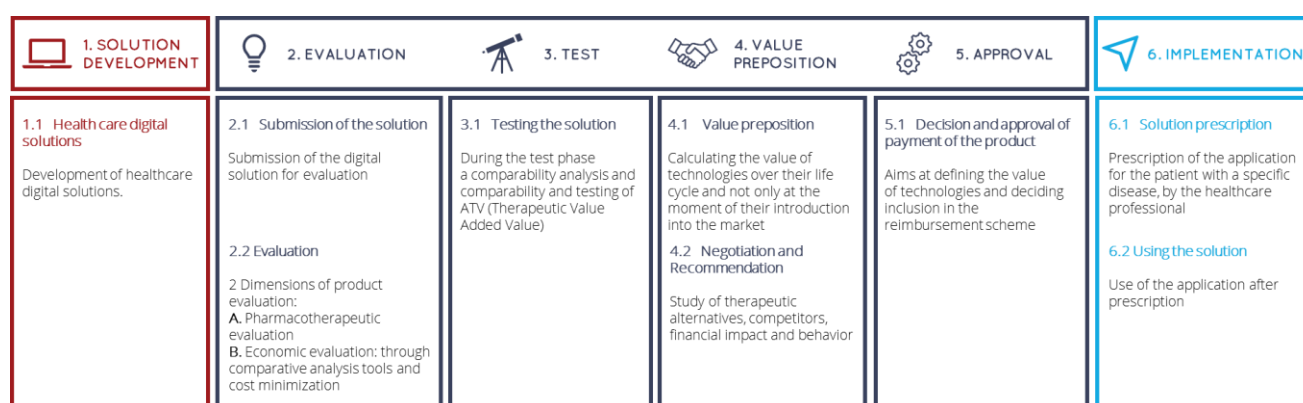 1. SOLUTION
DEVELOPMENT
2. EVALUATION
3. TEST
4. VALUE
PREPOSITION
5. APPROVAL
6. IMPLEMENTATION
1.1 Health care digital
solutions
Development of healthcare
digital solutions.
2.1 Submission of the solution
Submission of the digital
solution for evaluation
2.2 Evaluation
2 Dimensions of product
evaluation:
A. Pharmacotherapeutic
evaluation
B. Economic evaluation: through
comparative analysis tools and
cost minimization
3.1 Testing the solution
During the test phase
a comparability analysis and
comparability and testing of
ATV (Therapeutic Value
Added Value)
4.1 Value preposition
Calculating the value of
technologies over their life
cycle and not only at the
moment of their introduction
into the market
4.2 Negotiation and
Recommendation
Study of therapeutic
alternatives, competitors,
financial impact and behavior
5.1 Decision and approval of
payment of the product
Aims at defining the value
of technologies and deciding
inclusion in the
reimbursement scheme
6.1 Solution prescription
Prescription of the application
for the patient with a specific
disease, by the healthcare
professional
6.2 Using the solution
Use of the application after
prescription